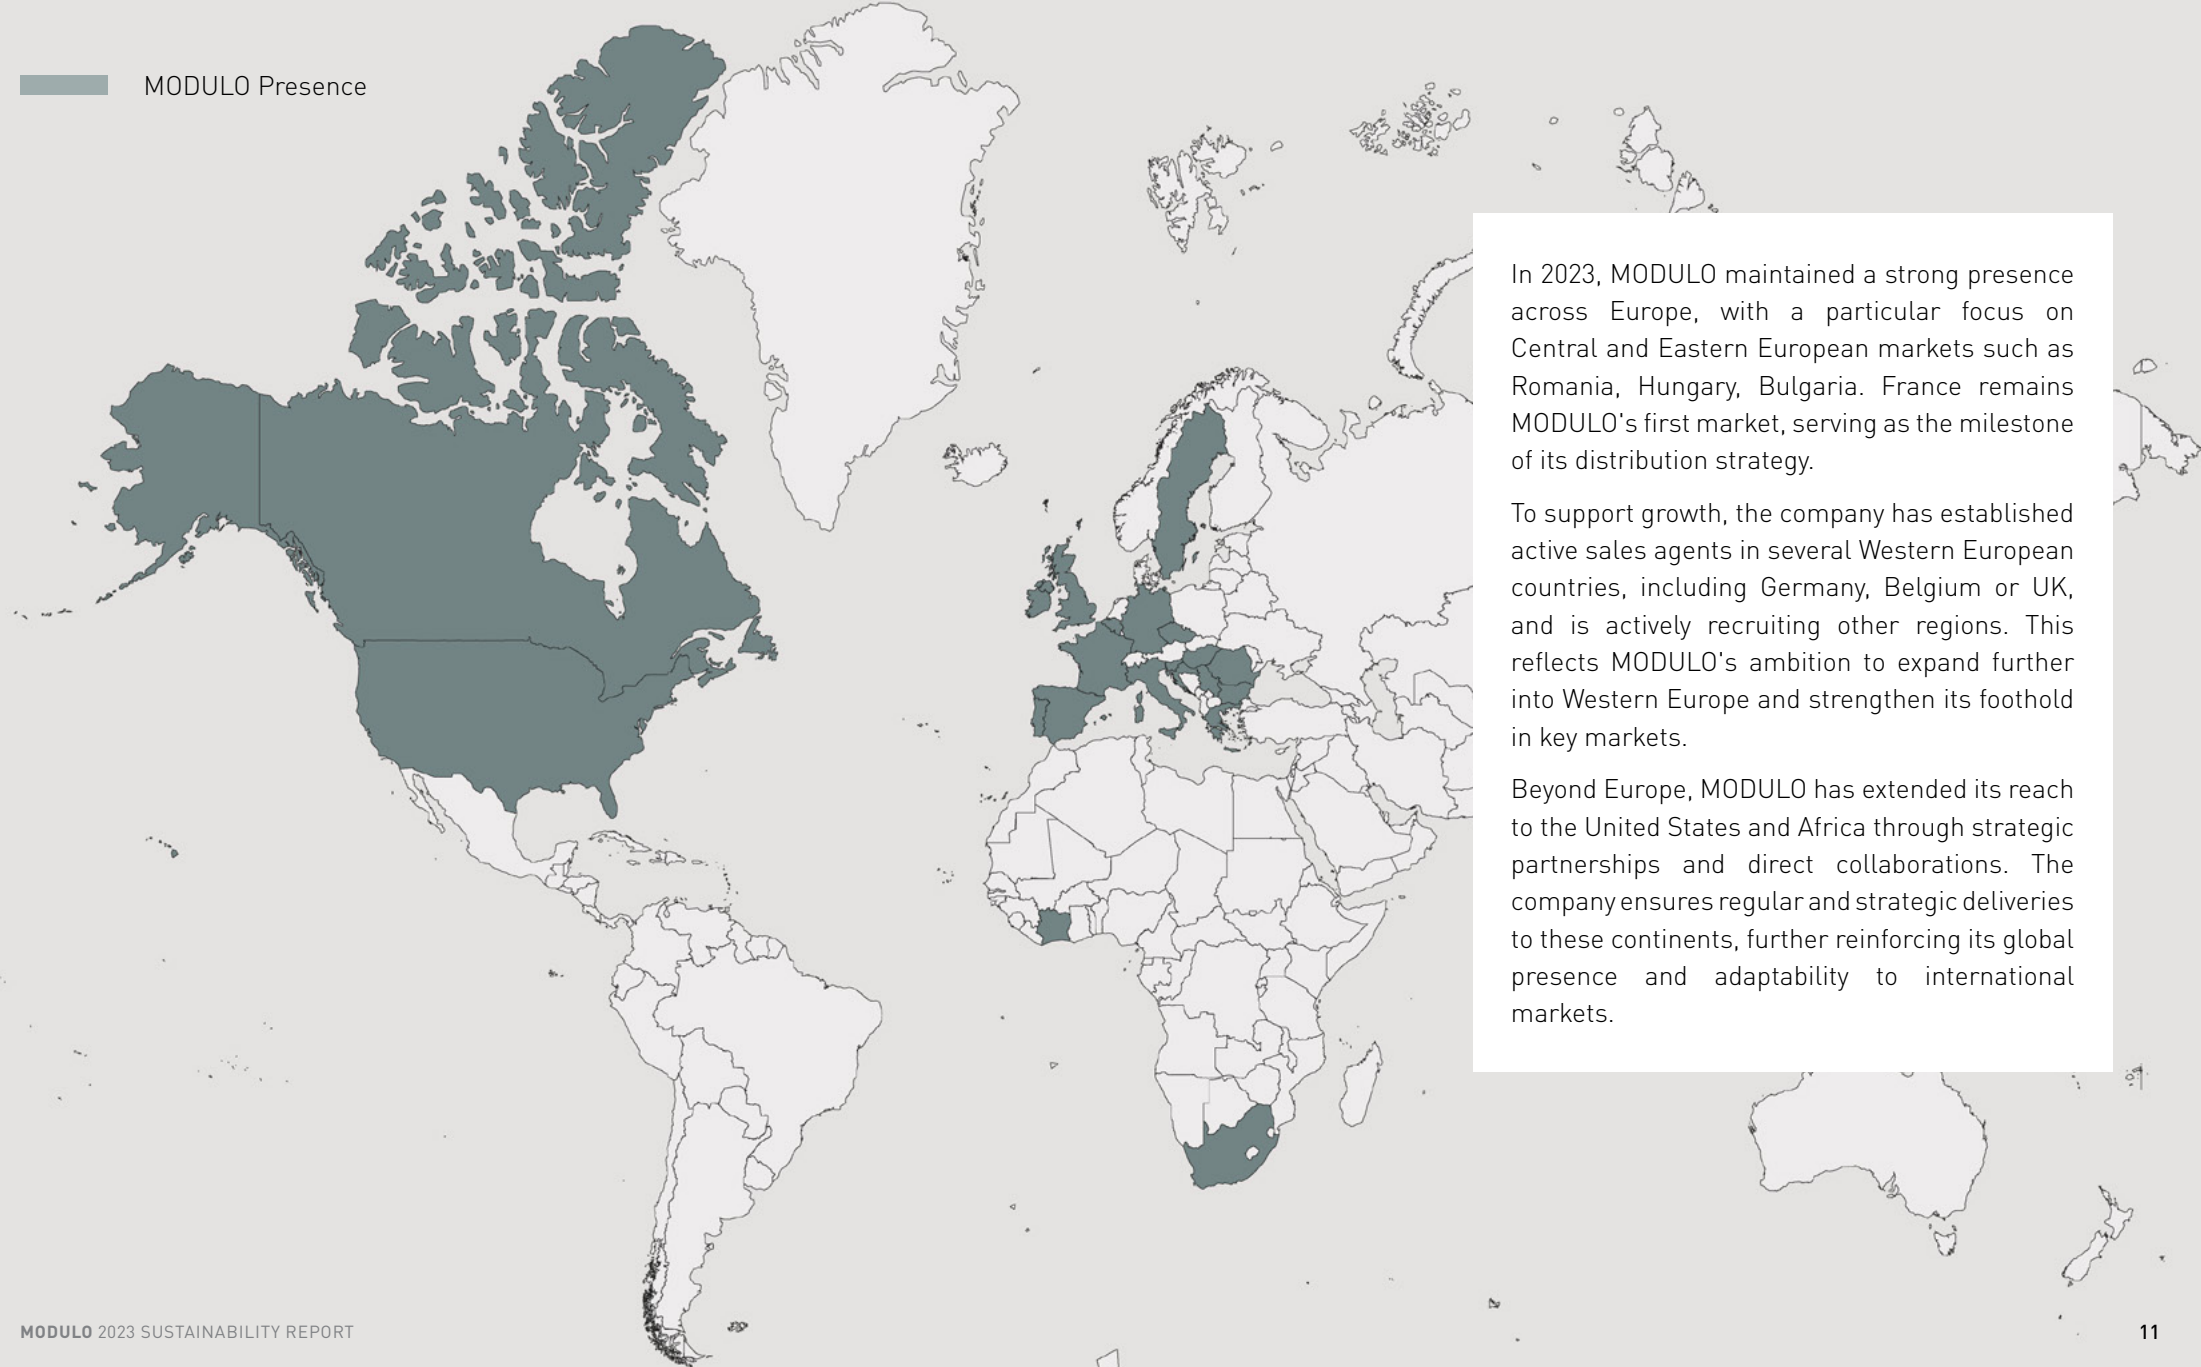 MODULO Presence
In 2023, MODULO maintained a strong presence
across Europe, with a particular focus on
Central and Eastern European markets such as
Romania, Hungary, Bulgaria. France remains
MODULO's first market, serving as the milestone
of its distribution strategy.
To support growth, the company has established
active sales agents in several Western European
countries, including Germany, Belgium or UK,
and is actively recruiting other regions. This
reflects MODULO's ambition to expand further
into Western Europe and strengthen its foothold
in key markets.
Beyond Europe, MODULO has extended its reach
to the United States and Africa through strategic
partnerships and direct collaborations. The
company ensures regular and strategic deliveries
to these continents, further reinforcing its global
presence and adaptability to international
markets.
MODULO 2023 SUSTAINABILITY REPORT
11